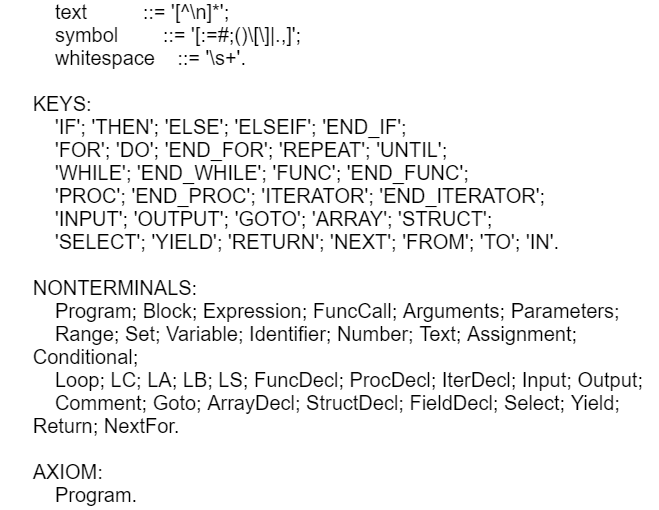 text ::= '[^\n]*';
symbol ::= '[:=#;()\[\]|.,]';
whitespace ::= '\s+'.
KEYS:
'IF'; 'THEN'; 'ELSE'; 'ELSEIF'; 'END_IF';
'FOR'; 'DO'; 'END_FOR'; 'REPEAT'; 'UNTIL';
'WHILE'; 'END_WHILE'; 'FUNC'; 'END_FUNC';
'PROC'; 'END_PROC'; 'ITERATOR'; 'END_ITERATOR';
'INPUT'; 'OUTPUT'; 'GOTO'; 'ARRAY'; 'STRUCT';
'SELECT'; 'YIELD'; 'RETURN'; 'NEXT'; 'FROM'; 'TO'; 'IN'.
NONTERMINALS:
Program; Block; Expression; FuncCall; Arguments; Parameters;
Range; Set; Variable; Identifier; Number; Text; Assignment;
Conditional;
Loop; LC; LA; LB; LS; FuncDecl; ProcDecl; IterDecl; Input; Output;
Comment; Goto; ArrayDecl; StructDecl; FieldDecl; Select; Yield;
Return; NextFor.
AXIOM:
Program.